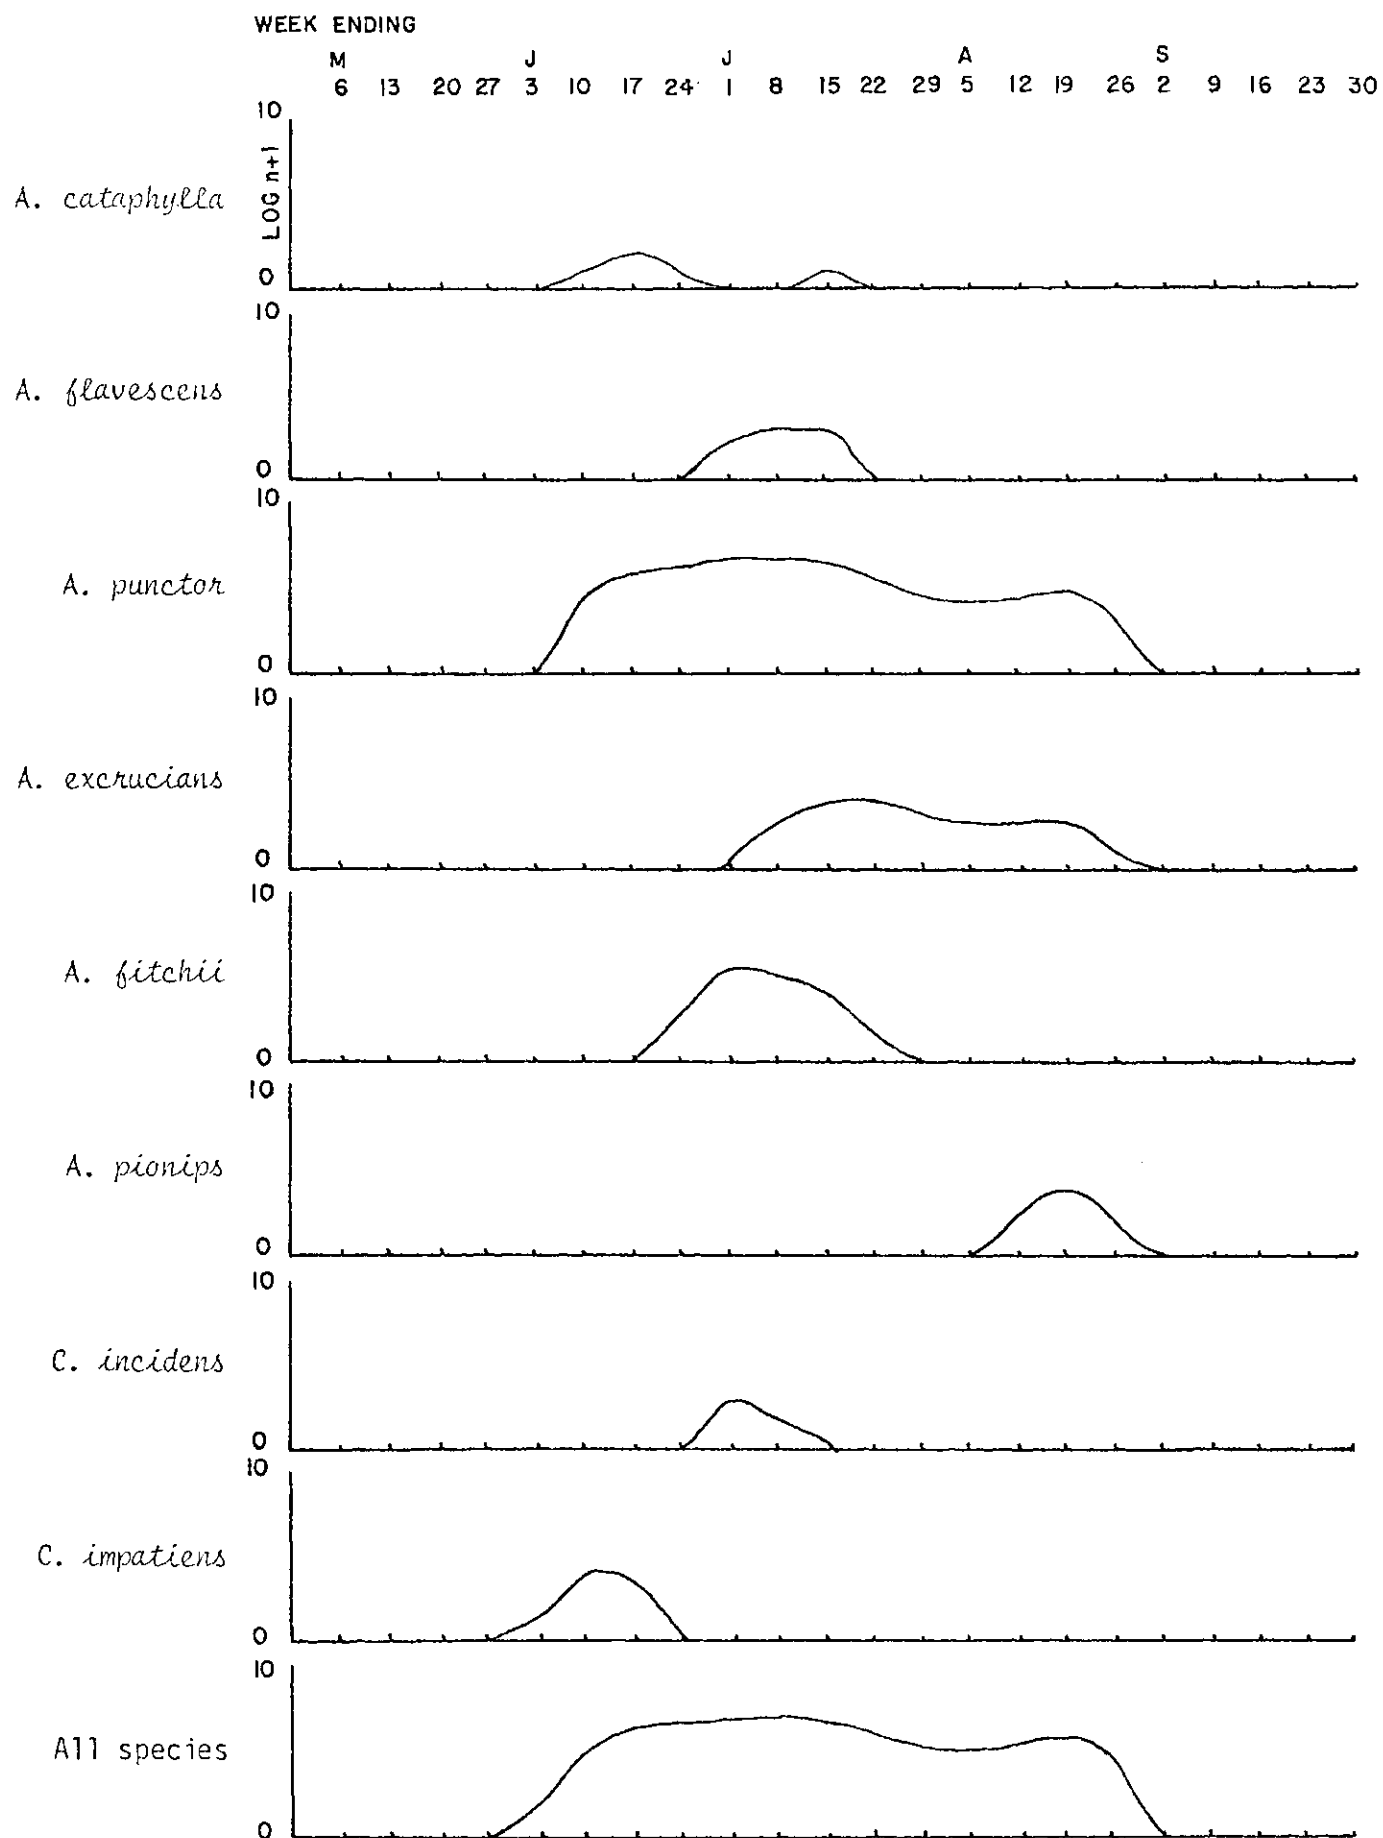 WEEK ENDING
M J J A S
6 13 20 27 3 10 17 24 1 8 15 22 29 5 12 19 26 2 9 16 23 30
10
LOG n+1
A. cataphylla
0
10
A. flavescens
0
10
A. punctor
0
10
A. excrucians
0
10
A. fitchii
0
10
A. pionips
0
10
C. incidens
0
10
C. impatiens
0
10
All species
0